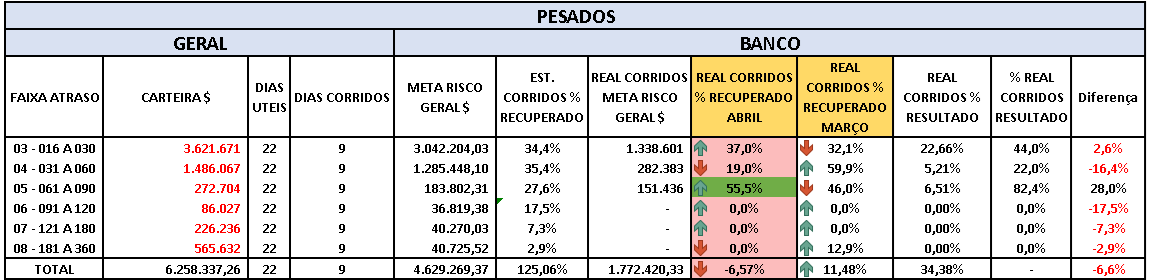 PESADOS
GERAL BANCO
FAIXA ATRASO CARTEIRA $ DIAS UTEIS DIAS CORRIDOS META RISCO GERAL $ EST. CORRIDOS % RECUPERADO REAL CORRIDOS META RISCO GERAL $ REAL CORRIDOS % RECUPERADO ABRIL REAL CORRIDOS % RECUPERADO MARÇO REAL CORRIDOS % RESULTADO % REAL CORRIDOS RESULTADO Diferença
03 - 016 A 030 3.621.671 22 9 3.042.204,03 34,4% 1.338.601 37,0% 32,1% 22,66% 44,0% 2,6%
04 - 031 A 060 1.486.067 22 9 1.285.448,10 35,4% 282.383 19,0% 59,9% 5,21% 22,0% -16,4%
05 - 061 A 090 272.704 22 9 183.802,31 27,6% 151.436 55,5% 46,0% 6,51% 82,4% 28,0%
06 - 091 A 120 86.027 22 9 36.819,38 17,5% - 0,0% 0,0% 0,00% 0,0% -17,5%
07 - 121 A 180 226.236 22 9 40.270,03 7,3% - 0,0% 0,0% 0,00% 0,0% -7,3%
08 - 181 A 360 565.632 22 9 40.725,52 2,9% - 0,0% 12,9% 0,00% 0,0% -2,9%
TOTAL 6.258.337,26 22 9 4.629.269,37 125,06% 1.772.420,33 -6,57% 11,48% 34,38% - -6,6%